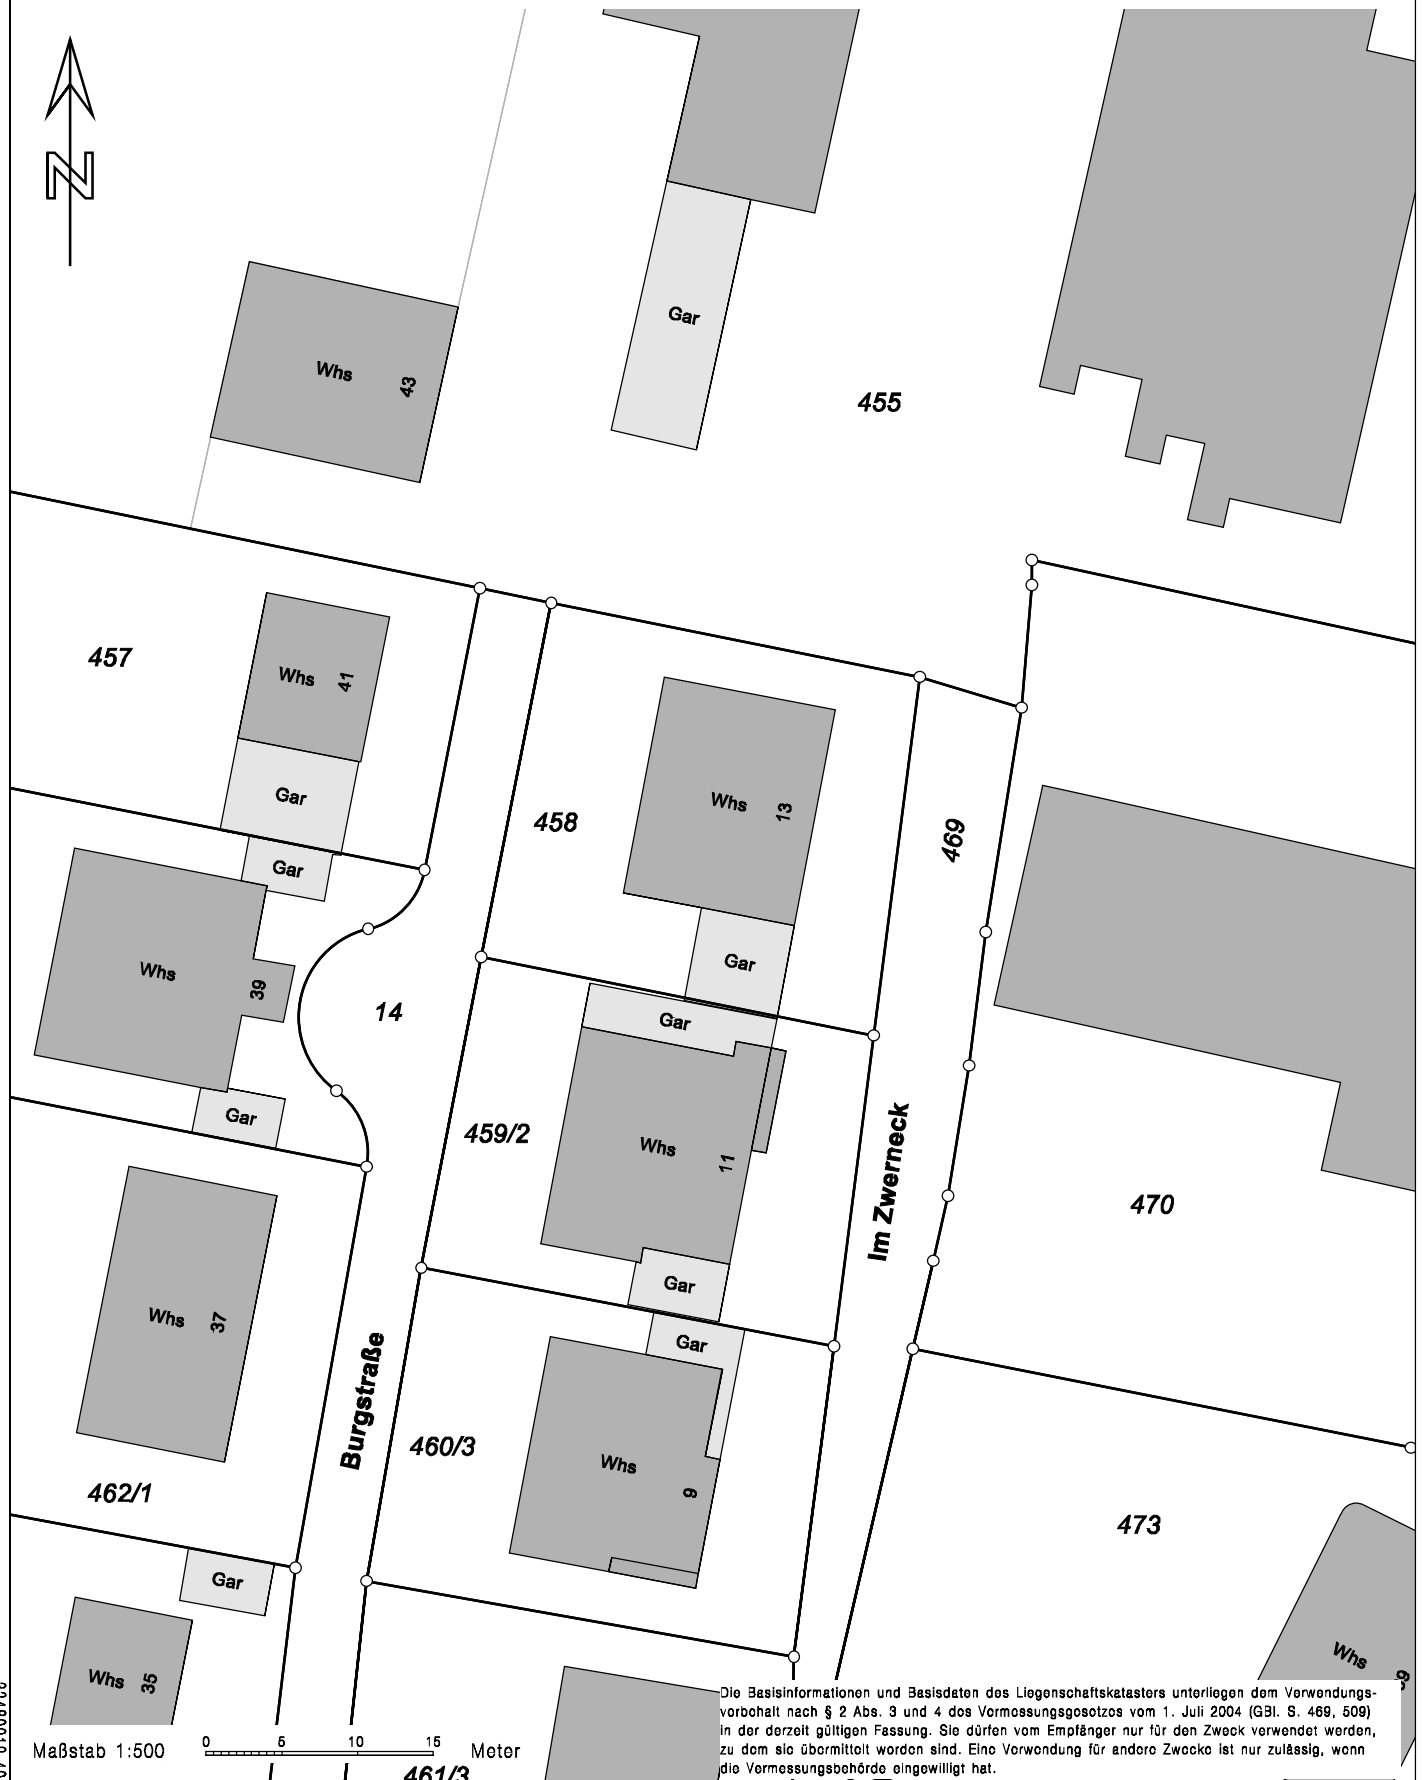 N
Gar
Whs
43
455
457
Whs
41
Gar
Gar
458
Whs
13
469
Gar
Whs
39
14
Gar
Gar
459/2
Whs
11
Im Zwerneck
470
Whs
37
Gar
Gar
Burgstraße
460/3
Whs
9
462/1
473
Gar
Whs
35
Whs
Die Basisinformationen und Basisdaten des Liegenschaftskatasters unterliegen dem Verwendungs-
vorbehalt nach § 2 Abs. 3 und 4 des Vermessungsgesetzes vom 1. Juli 2004 (GBl. S. 469, 509)
in der derzeit gültigen Fassung. Sie dürfen vom Empfänger nur für den Zweck verwendet werden,
zu dem sie übermittelt worden sind. Eine Verwendung für andere Zwecke ist nur zulässig, wenn
die Vermessungsbehörde eingewilligt hat.
Maßstab 1:500
0 5 10 15 Meter
461/3